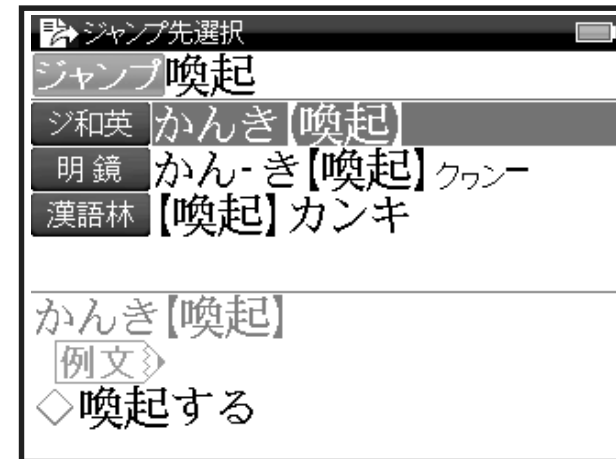 ジャンプ先選択
ジャンプ喚起
ジ和英 かんき【喚起】
明鏡 かん-き【喚起】クヮンー
漢語林 【喚起】カンキ
かんき【喚起】
例文
◇喚起する